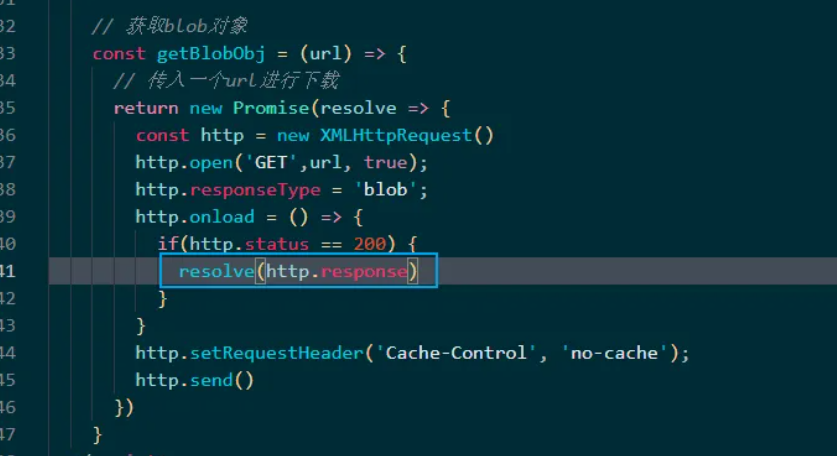 32 // 获取blob对象
33 const getBlobObj = (url) => {
34 // 传入一个url进行下载
35 return new Promise(resolve => {
36 const http = new XMLHttpRequest()
37 http.open('GET',url, true);
38 http.responseType = 'blob';
39 http.onload = () => {
40 if(http.status == 200) {
41 resolve(http.response)
42 }
43 }
44 http.setRequestHeader('Cache-Control', 'no-cache');
45 http.send()
46 })
47 }